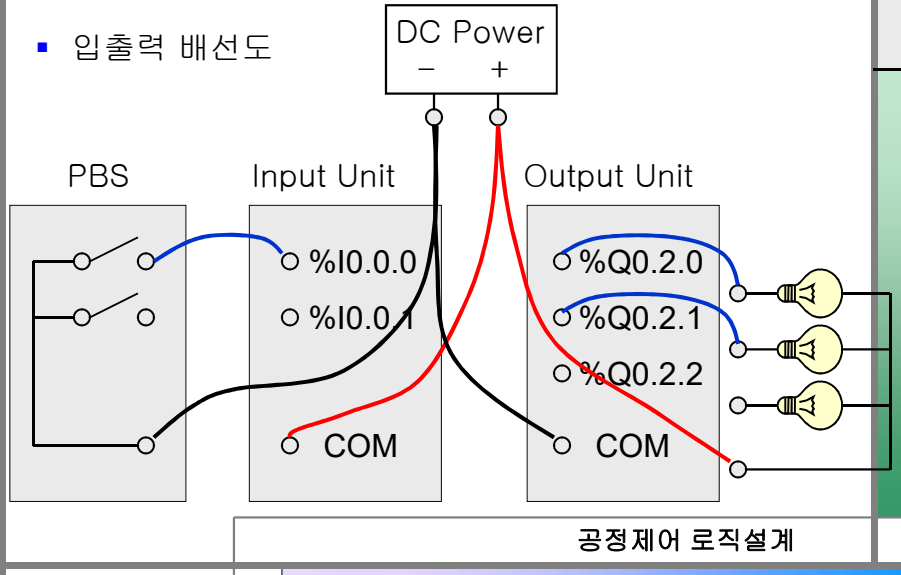 입출력 배선도
DC Power
− +
PBS
Input Unit
Output Unit
%I0.0.0
%I0.0.1
COM
%Q0.2.0
%Q0.2.1
%Q0.2.2
COM
공정제어 로직설계